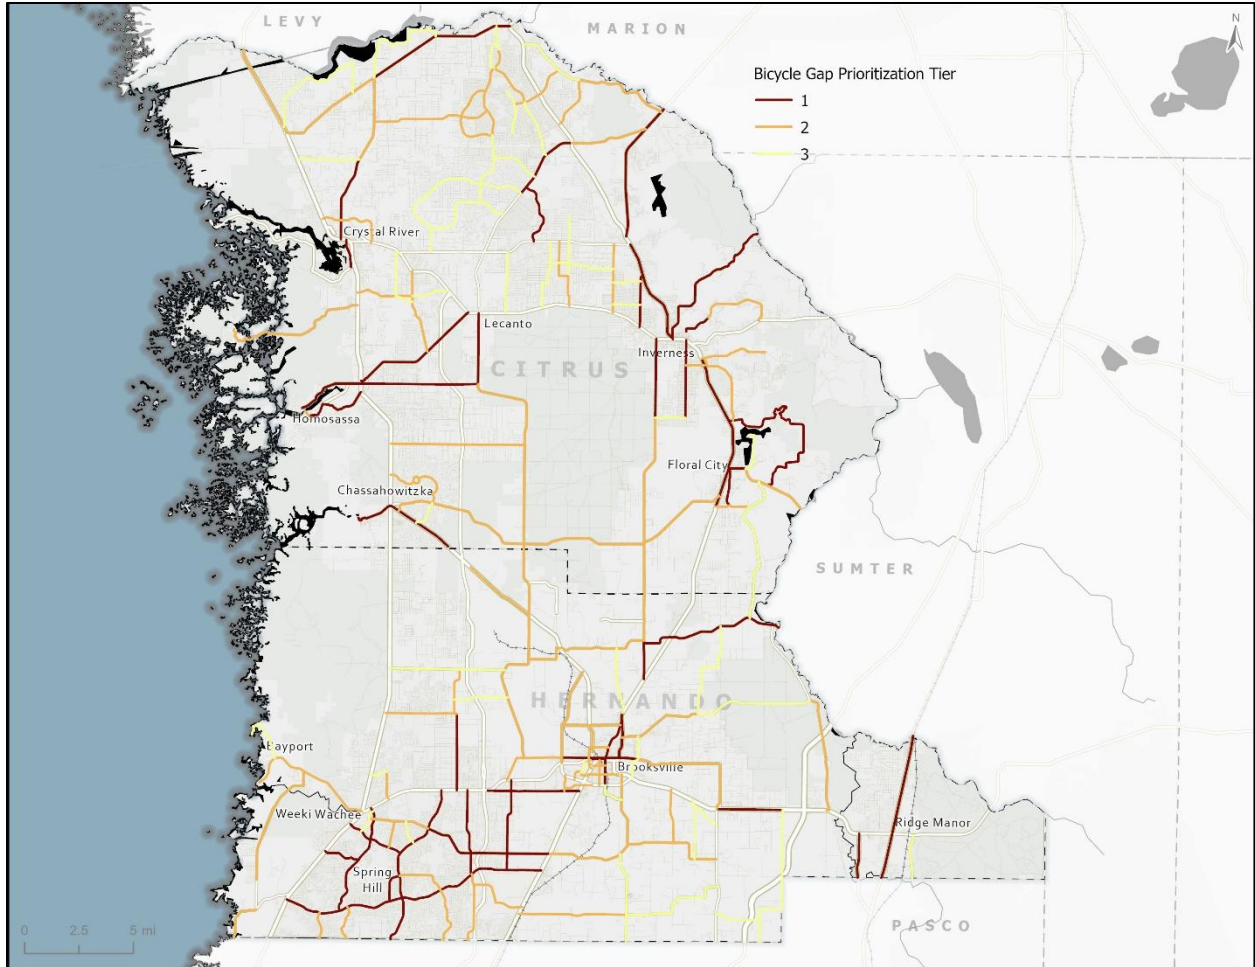 LEVY
MARION
N
Bicycle Gap Prioritization Tier
1
2
3
Crystal River
Lecanto
Inverness
CITRUS
Homosassa
Floral City
Chassahowitzka
SUMTER
HERNANDO
Bayport
Brooksville
Weeki Wachee
Ridge Manor
Spring
Hill
PASCO
0 2.5 5 mi